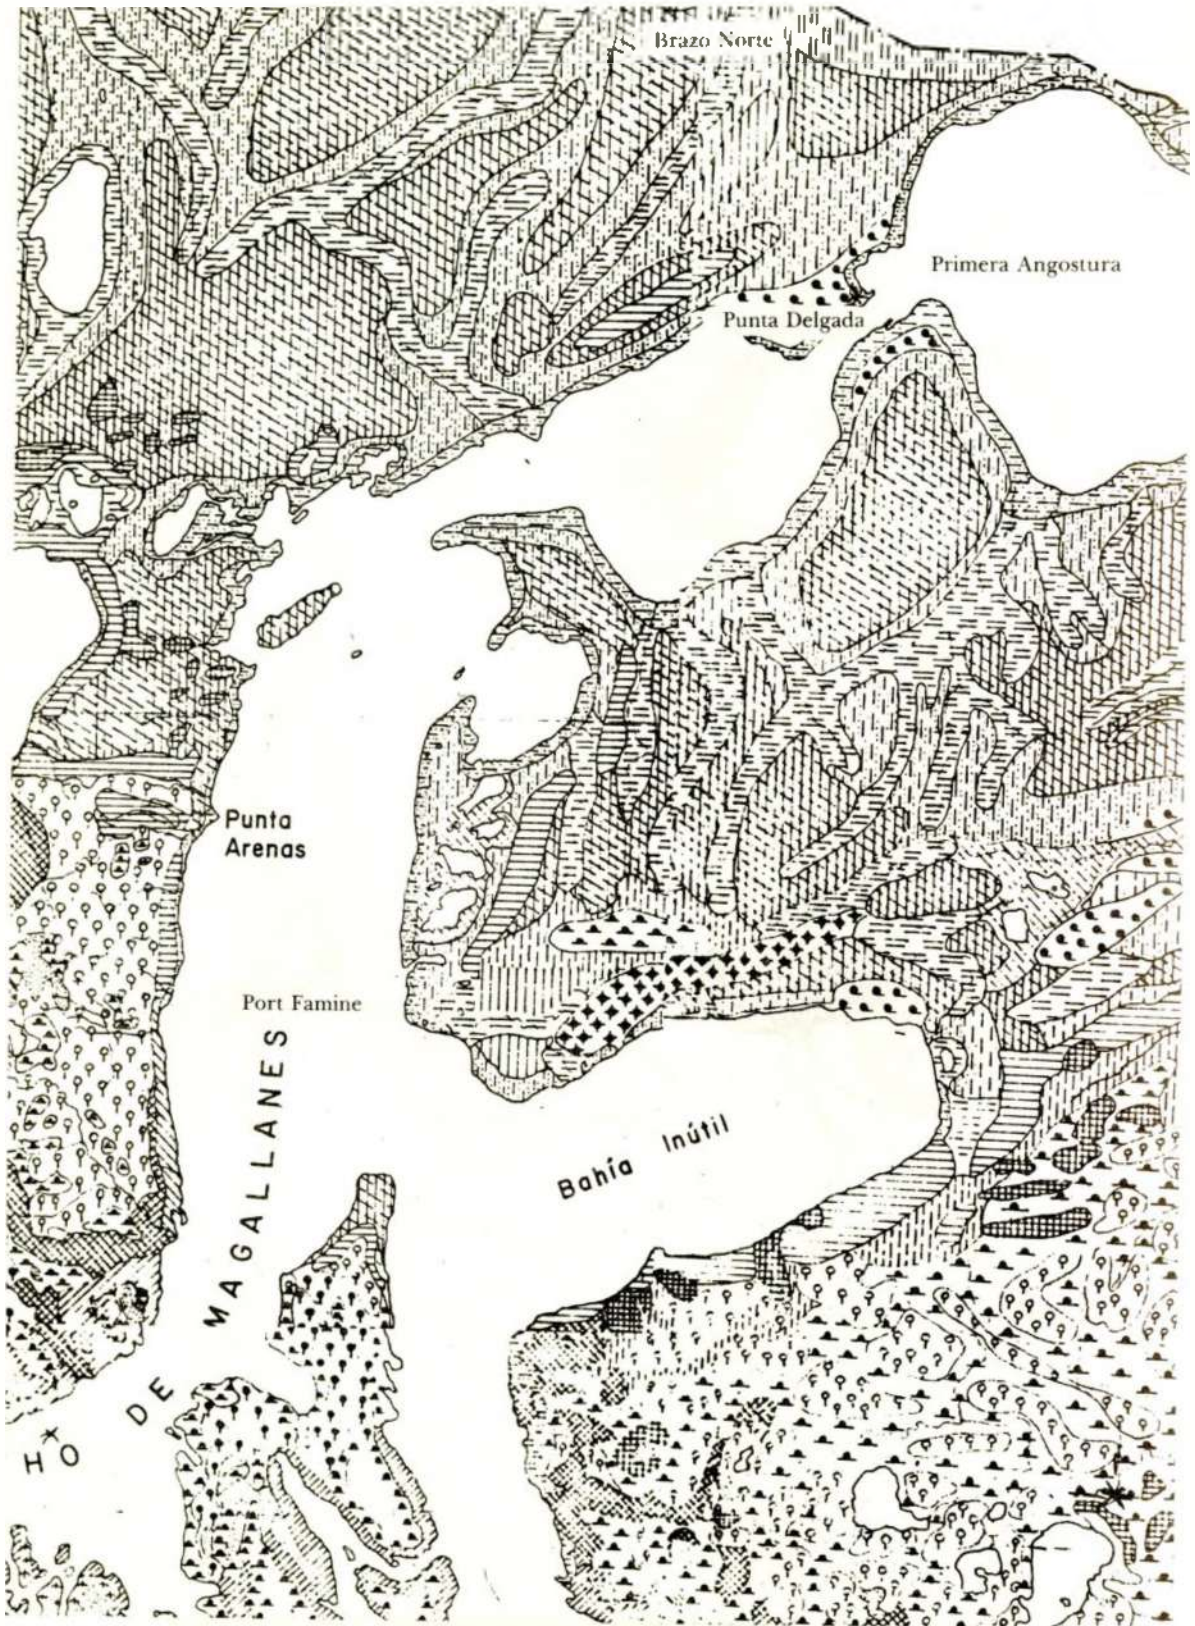 Brazo Norte
Primera Angostura
Punta Delgada
Punta
Arenas
Port Famine
Bahía Inútil
HO DE MAGALLANES